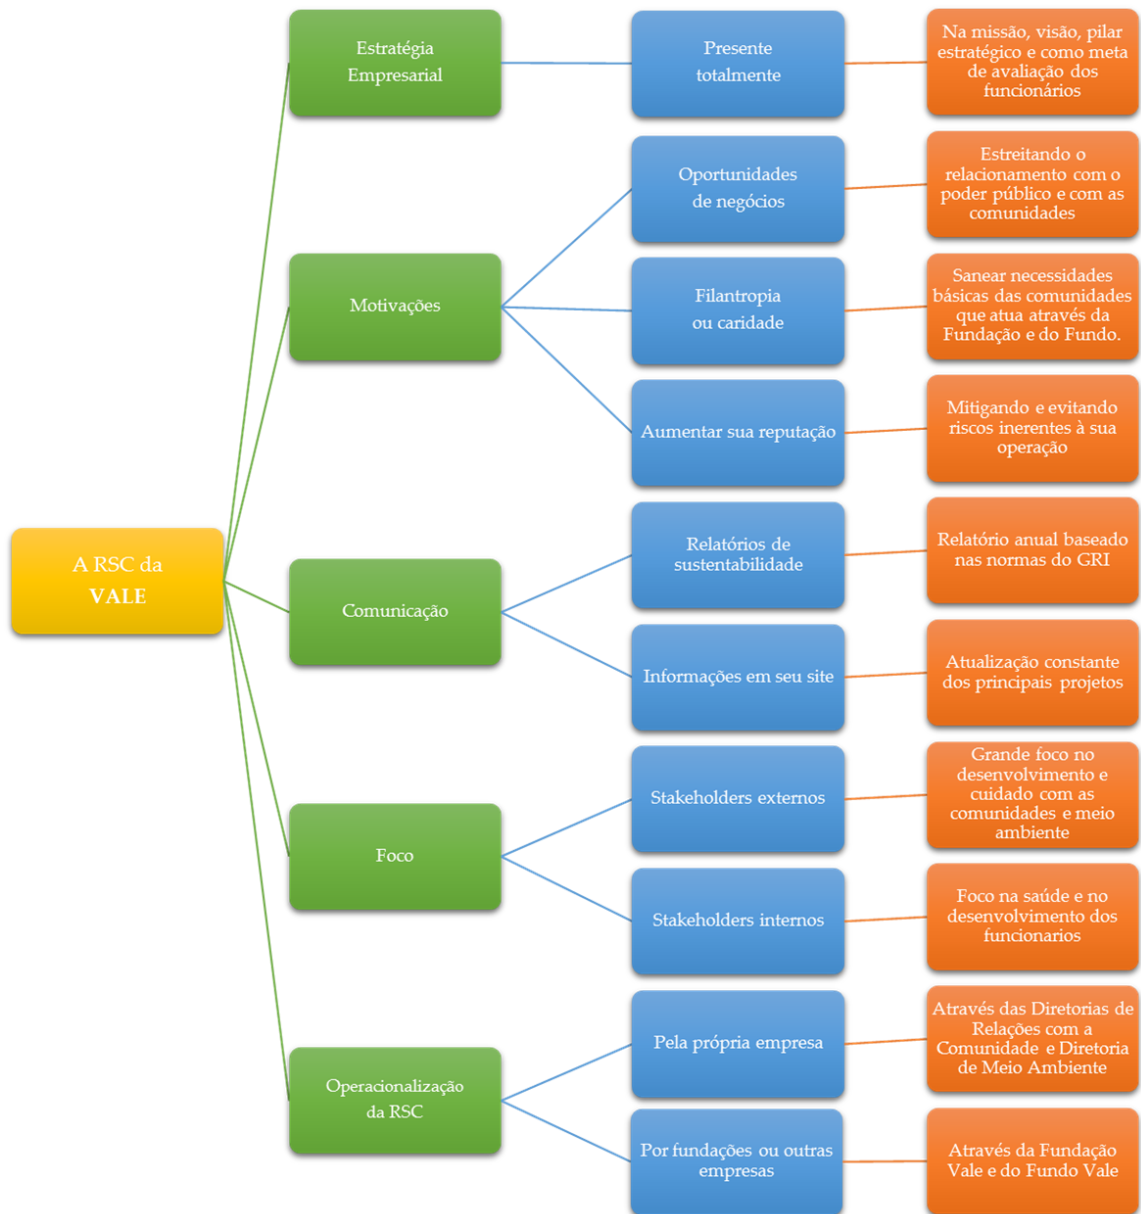 A RSC da
VALE
Estratégia
Empresarial
Presente
totalmente
Na missão, visão, pilar
estratégico e como meta
de avaliação dos
funcionários
Motivações
Oportunidades
de negócios
Estreitando o
relacionamento com o
poder público e com as
comunidades
Filantropia
ou caridade
Sanear necessidades
básicas das comunidades
que atua através da
Fundação e do Fundo.
Aumentar sua reputação
Mitigando e evitando
riscos inerentes à sua
operação
Comunicação
Relatórios de
sustentabilidade
Relatório anual baseado
nas normas do GRI
Informações em seu site
Atualização constante
dos principais projetos
Foco
Stakeholders externos
Grande foco no
desenvolvimento e
cuidado com as
comunidades e meio
ambiente
Stakeholders internos
Foco na saúde e no
desenvolvimento dos
funcionarios
Operacionalização
da RSC
Pela própria empresa
Através das Diretorias de
Relações com a
Comunidade e Diretoria
de Meio Ambiente
Por fundações ou outras
empresas
Através da Fundação
Vale e do Fundo Vale